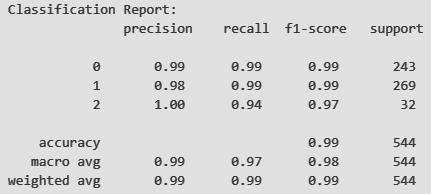 Classification Report:
precision recall f1-score support
0 0.99 0.99 0.99 243
1 0.98 0.99 0.99 269
2 1.00 0.94 0.97 32
accuracy 0.99 544
macro avg 0.99 0.97 0.98 544
weighted avg 0.99 0.99 0.99 544